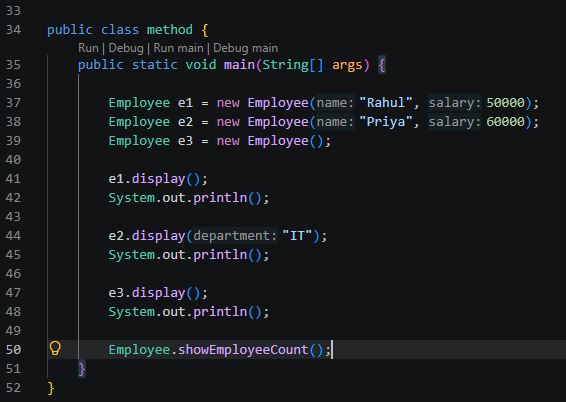 33
34 public class method {
Run | Debug | Run main | Debug main
35 public static void main(String[] args) {
36
37 Employee e1 = new Employee(name: "Rahul", salary: 50000);
38 Employee e2 = new Employee(name: "Priya", salary: 60000);
39 Employee e3 = new Employee();
40
41 e1.display();
42 System.out.println();
43
44 e2.display(department: "IT");
45 System.out.println();
46
47 e3.display();
48 System.out.println();
49
50 Employee.showEmployeeCount();
51 }
52 }